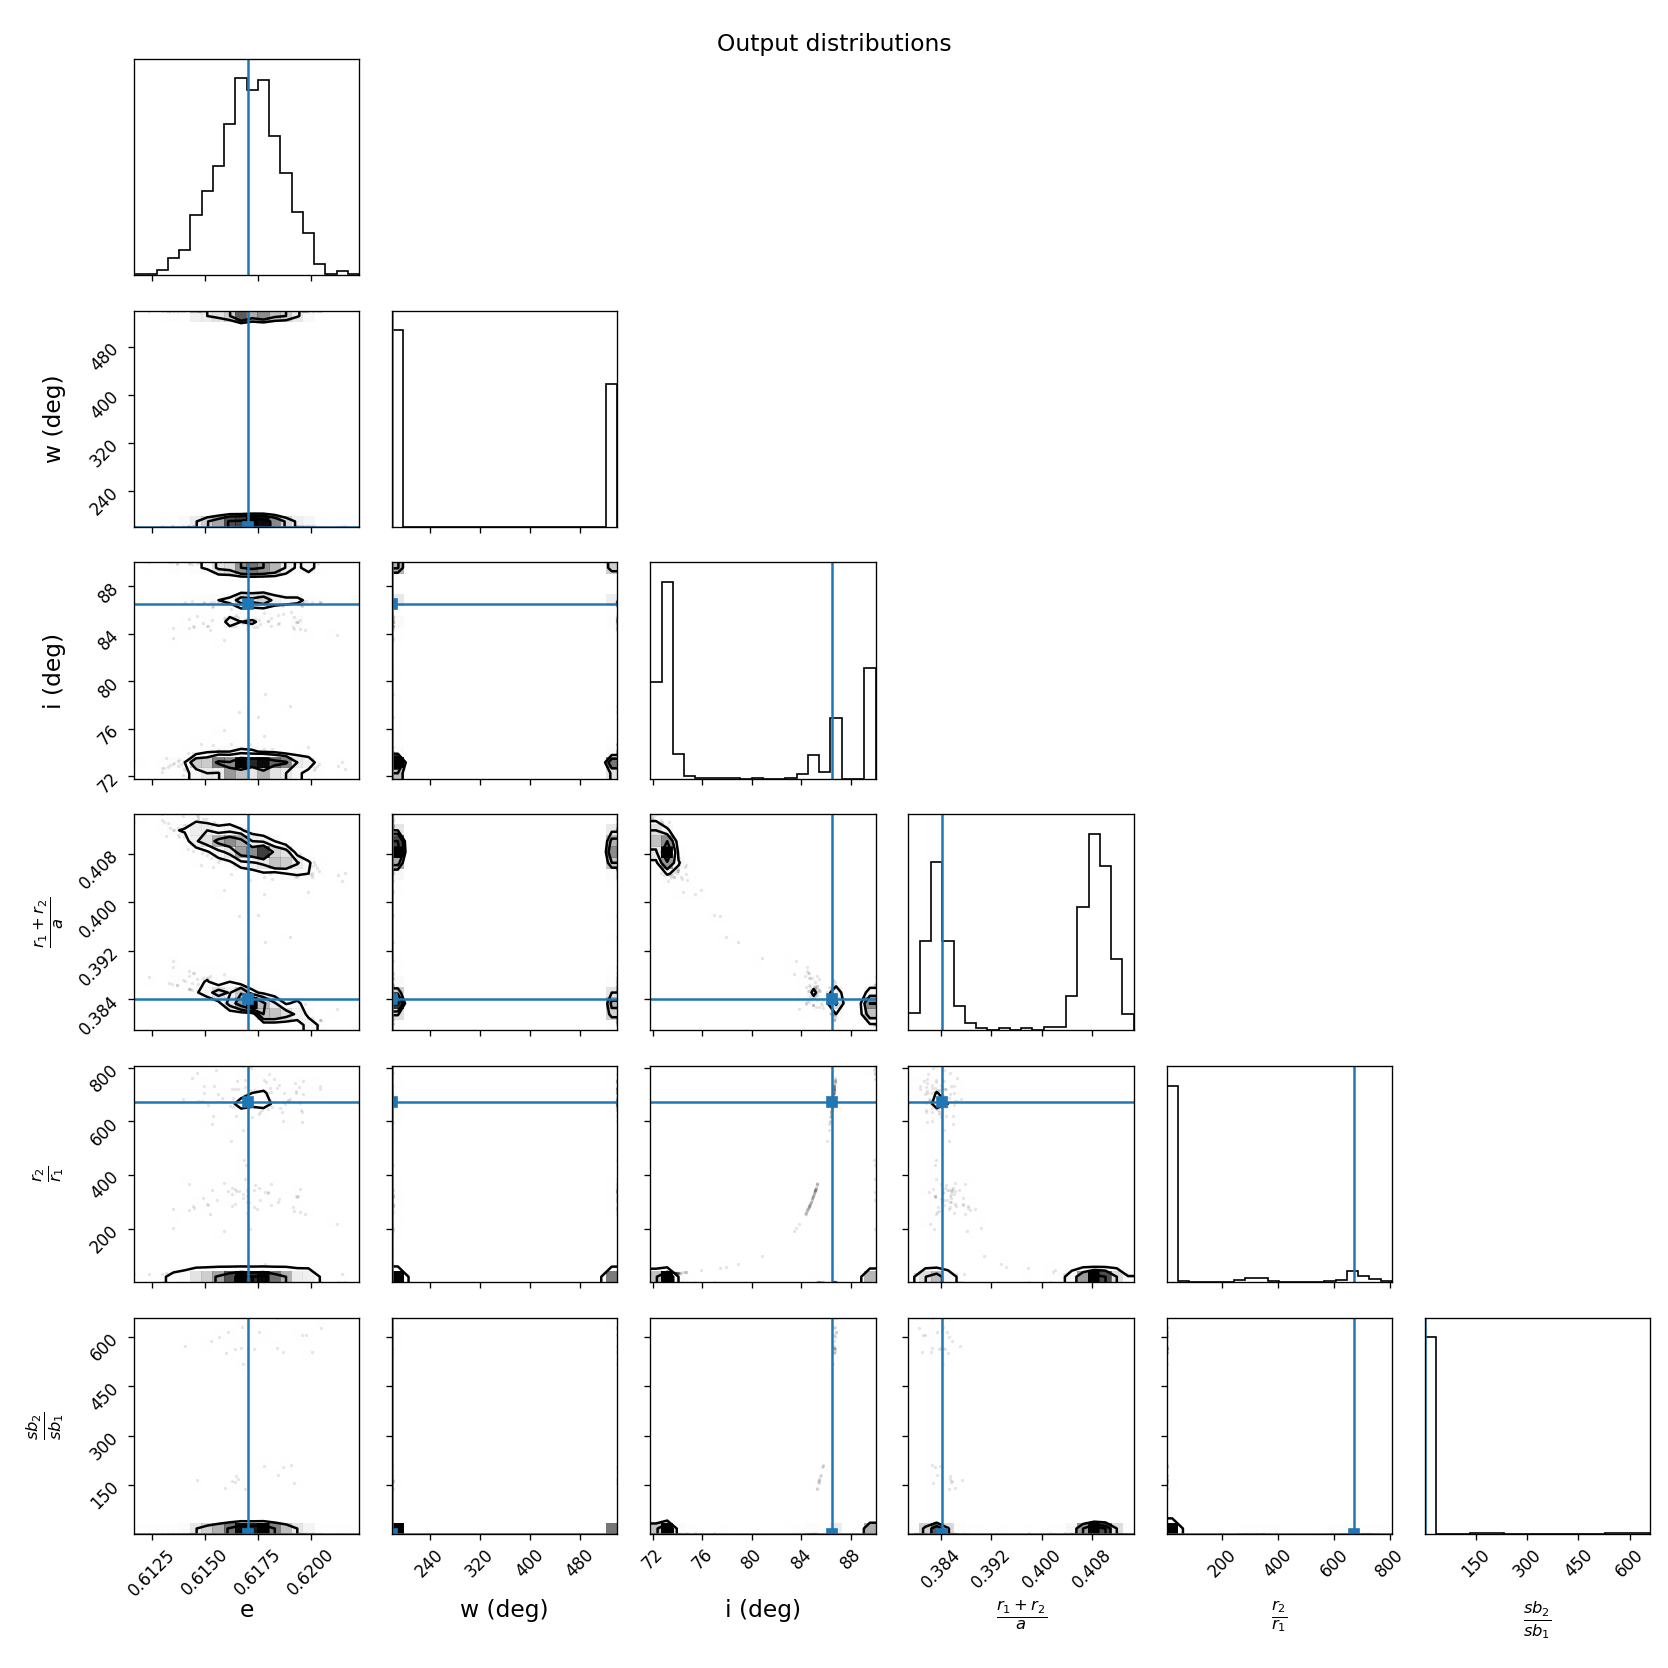 Output distributions
w (deg)
480
400
320
240
i (deg)
88
84
80
76
72
r₁ + r₂
a
0.408
0.400
0.392
0.384
r₂
r₁
800
600
400
200
sb₂
sb₁
600
450
300
150
0.6125 0.6150 0.6175 0.6200 240 320 400 480 72 76 80 84 88 0.384 0.392 0.400 0.408 200 400 600 800 150 300 450 600
e w (deg) i (deg) r₁ + r₂ / a r₂ / r₁ sb₂ / sb₁